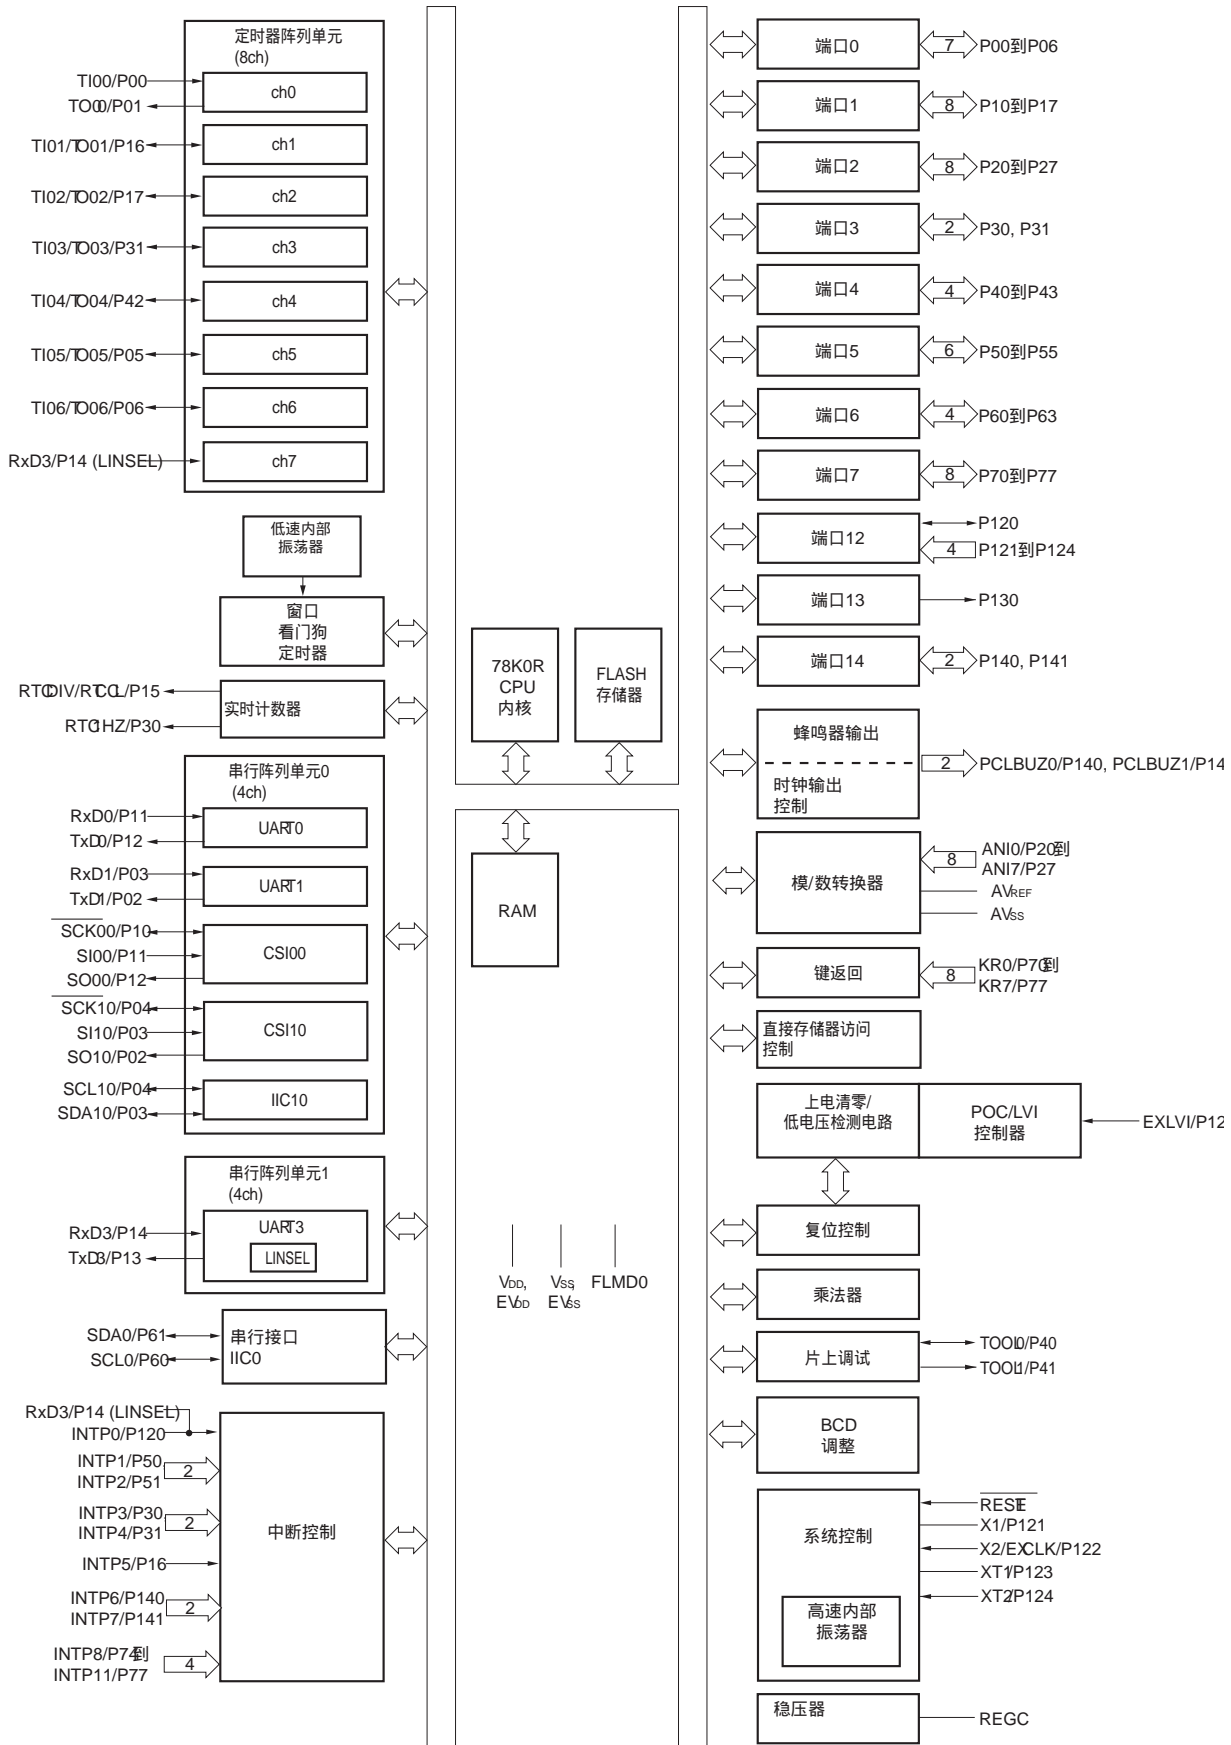 定时器阵列单元
(8ch)
TI00/P00
TO00/P01
ch0
TI01/TO01/P16
ch1
TI02/TO02/P17
ch2
TI03/TO03/P31
ch3
TI04/TO04/P42
ch4
TI05/TO05/P05
ch5
TI06/TO06/P06
ch6
RxD3/P14 (LINSEL)
ch7
低速内部
振荡器
窗口
看门狗
定时器
RTCDIV/RTCCL/P15
RTC1HZ/P30
实时计数器
串行阵列单元0
(4ch)
RxD0/P11
TxD0/P12
UART0
RxD1/P03
TxD1/P02
UART1
SCK00/P10
SI00/P11
SO00/P12
CSI00
SCK10/P04
SI10/P03
SO10/P02
CSI10
SCL10/P04
SDA10/P03
IIC10
串行阵列单元1
(4ch)
RxD3/P14
TxD3/P13
UART3
LINSEL
SDA0/P61
SCL0/P60
串行接口
IIC0
RxD3/P14 (LINSEL)
INTP0/P120
INTP1/P50
INTP2/P51
2
INTP3/P30,
INTP4/P31
2
INTP5/P16
INTP6/P140
INTP7/P141
2
INTP8/P74到
INTP11/P77
4
中断控制
78K0R
CPU
内核
FLASH
存储器
RAM
VDD,
EVDD
VSS,
EVSS
FLMD0
端口0
7
P00到P06
端口1
8
P10到P17
端口2
8
P20到P27
端口3
2
P30, P31
端口4
4
P40到P43
端口5
6
P50到P55
端口6
4
P60到P63
端口7
8
P70到P77
端口12
P120
4
P121到P124
端口13
P130
端口14
2
P140, P141
蜂鸣器输出
时钟输出
控制
2
PCLBUZ0/P140, PCLBUZ1/P14
模/数转换器
8
ANI0/P20到
ANI7/P27
AVREF
AVSS
键返回
8
KR0/P70到
KR7/P77
直接存储器访问
控制
上电清零/
低电压检测电路
POC/LVI
控制器
EXLVI/P12
复位控制
乘法器
片上调试
TOOL0/P40
TOOL1/P41
BCD
调整
系统控制
RESE
X1/P121
X2/EXCLK/P122
XT1/P123
XT2/P124
高速内部
振荡器
稳压器
REGC